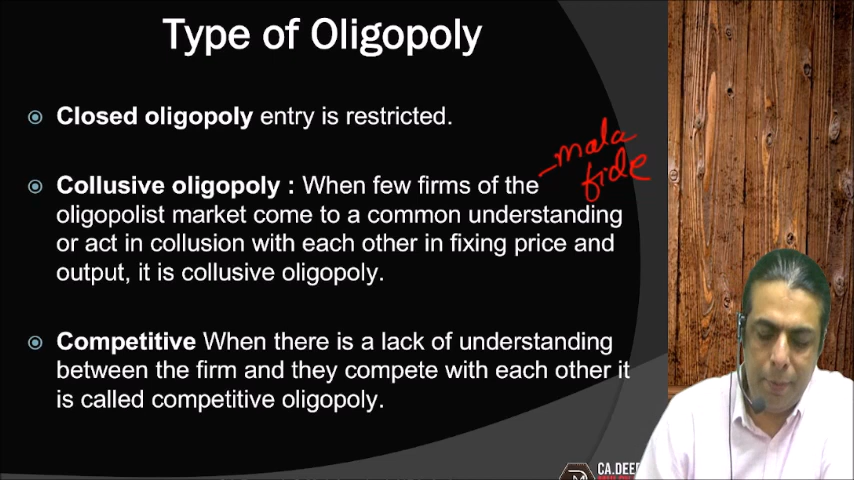 Type of Oligopoly
Closed oligopoly entry is restricted.
Collusive oligopoly : When few firms of the
oligopolist market come to a common understanding
or act in collusion with each other in fixing price and
output, it is collusive oligopoly.
– mala
fide
Competitive When there is a lack of understanding
between the firm and they compete with each other it
is called competitive oligopoly.
CA.DEEP